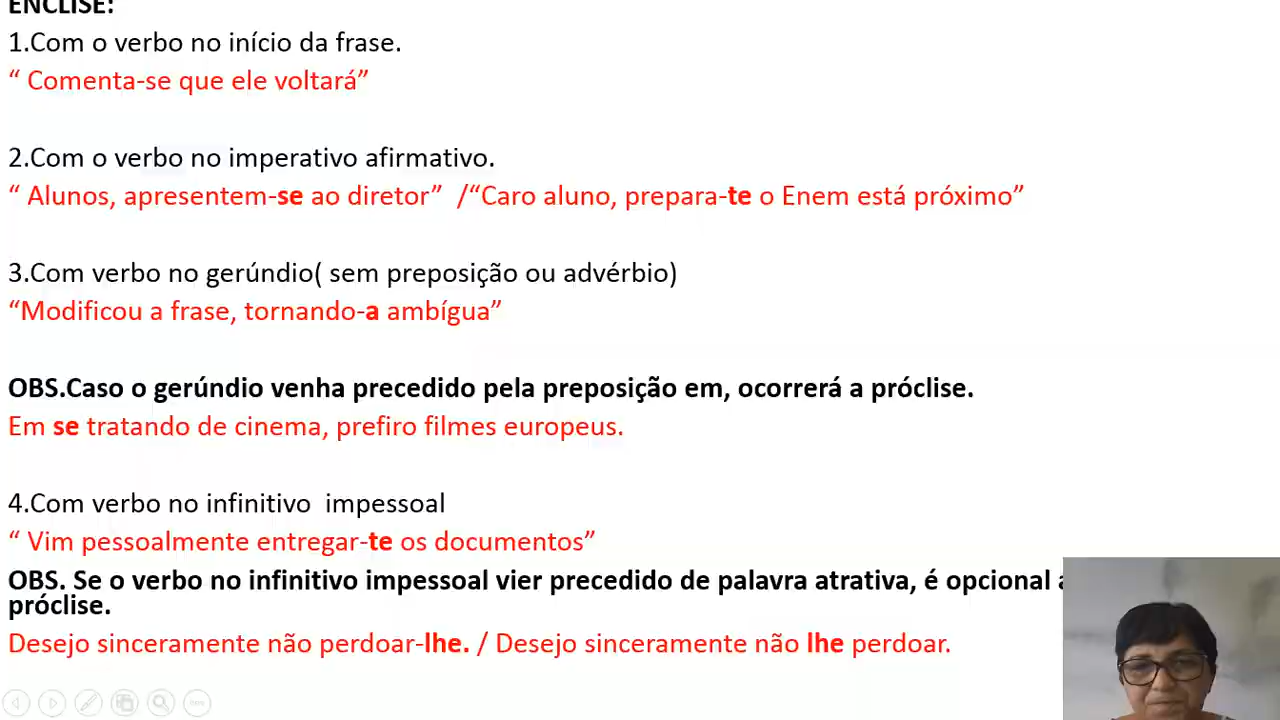 ÊNCLISE:
1.Com o verbo no início da frase.
“ Comenta-se que ele voltará”
2.Com o verbo no imperativo afirmativo.
“ Alunos, apresentem-se ao diretor”  /“Caro aluno, prepara-te o Enem está próximo”
3.Com verbo no gerúndio( sem preposição ou advérbio)
“Modificou a frase, tornando-a ambígua”
OBS.Caso o gerúndio venha precedido pela preposição em, ocorrerá a próclise.
Em se tratando de cinema, prefiro filmes europeus.
4.Com verbo no infinitivo  impessoal
“ Vim pessoalmente entregar-te os documentos”
OBS. Se o verbo no infinitivo impessoal vier precedido de palavra atrativa, é opcional a
próclise.
Desejo sinceramente não perdoar-lhe. / Desejo sinceramente não lhe perdoar.